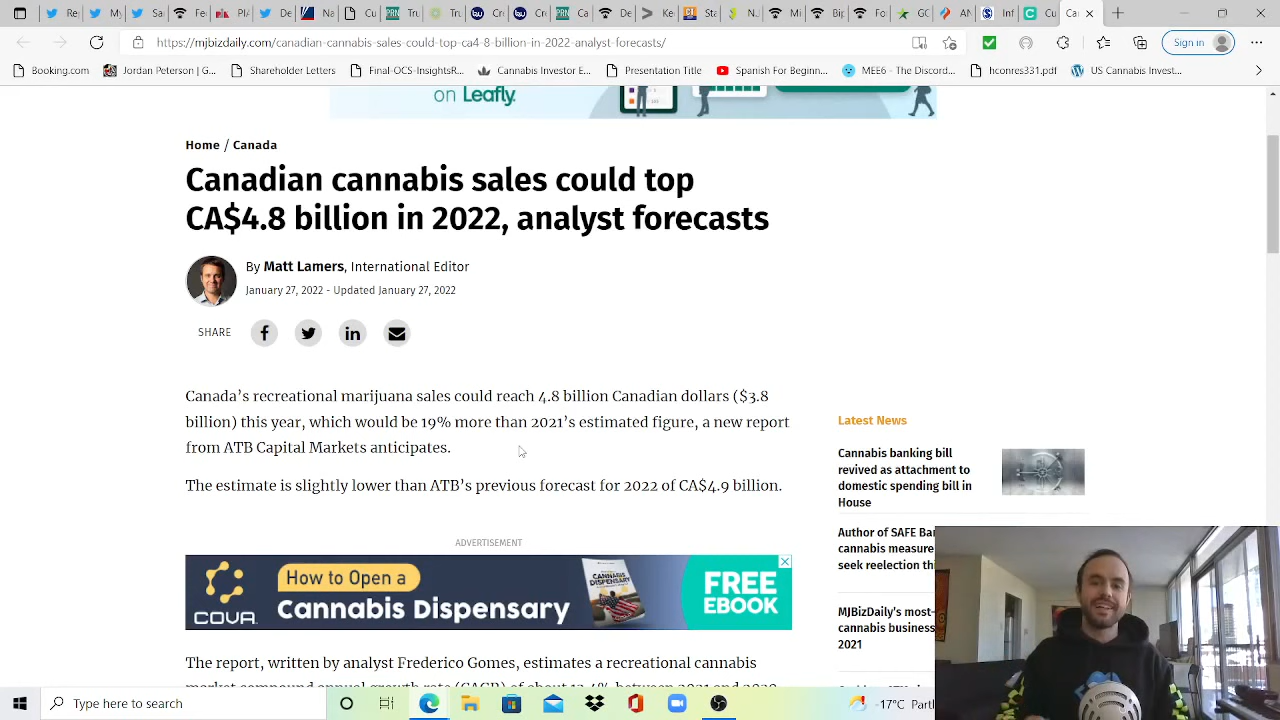 https://mjbizdaily.com/canadian-cannabis-sales-could-top-ca4-8-billion-in-2022-analyst-forecasts/
Sign in
Booking.com
Jordan Peterson | G...
Shareholder Letters
Final-OCS-InsightsR...
Cannabis Investor E...
Presentation Title
Spanish For Beginn...
MEE6 - The Discord...
US Cannabis Invest...
on Leafly.
Home / Canada
Canadian cannabis sales could top
CA$4.8 billion in 2022, analyst forecasts
By Matt Lamers, International Editor
January 27, 2022 - Updated January 27, 2022
SHARE
Canada’s recreational marijuana sales could reach 4.8 billion Canadian dollars ($3.8
billion) this year, which would be 19% more than 2021’s estimated figure, a new report
from ATB Capital Markets anticipates.
The estimate is slightly lower than ATB’s previous forecast for 2022 of CA$4.9 billion.
ADVERTISEMENT
COVA
How to Open a
Cannabis Dispensary
CANNABIS DISPENSARY
FREE
EBOOK
The report, written by analyst Frederico Gomes, estimates a recreational cannabis
Latest News
Cannabis banking bill
revived as attachment to
domestic spending bill in
House
Author of SAFE Ba
cannabis measure
seek reelection thi
MJBizDaily’s most-
cannabis business
2021
Type here to search
-17°C Partl